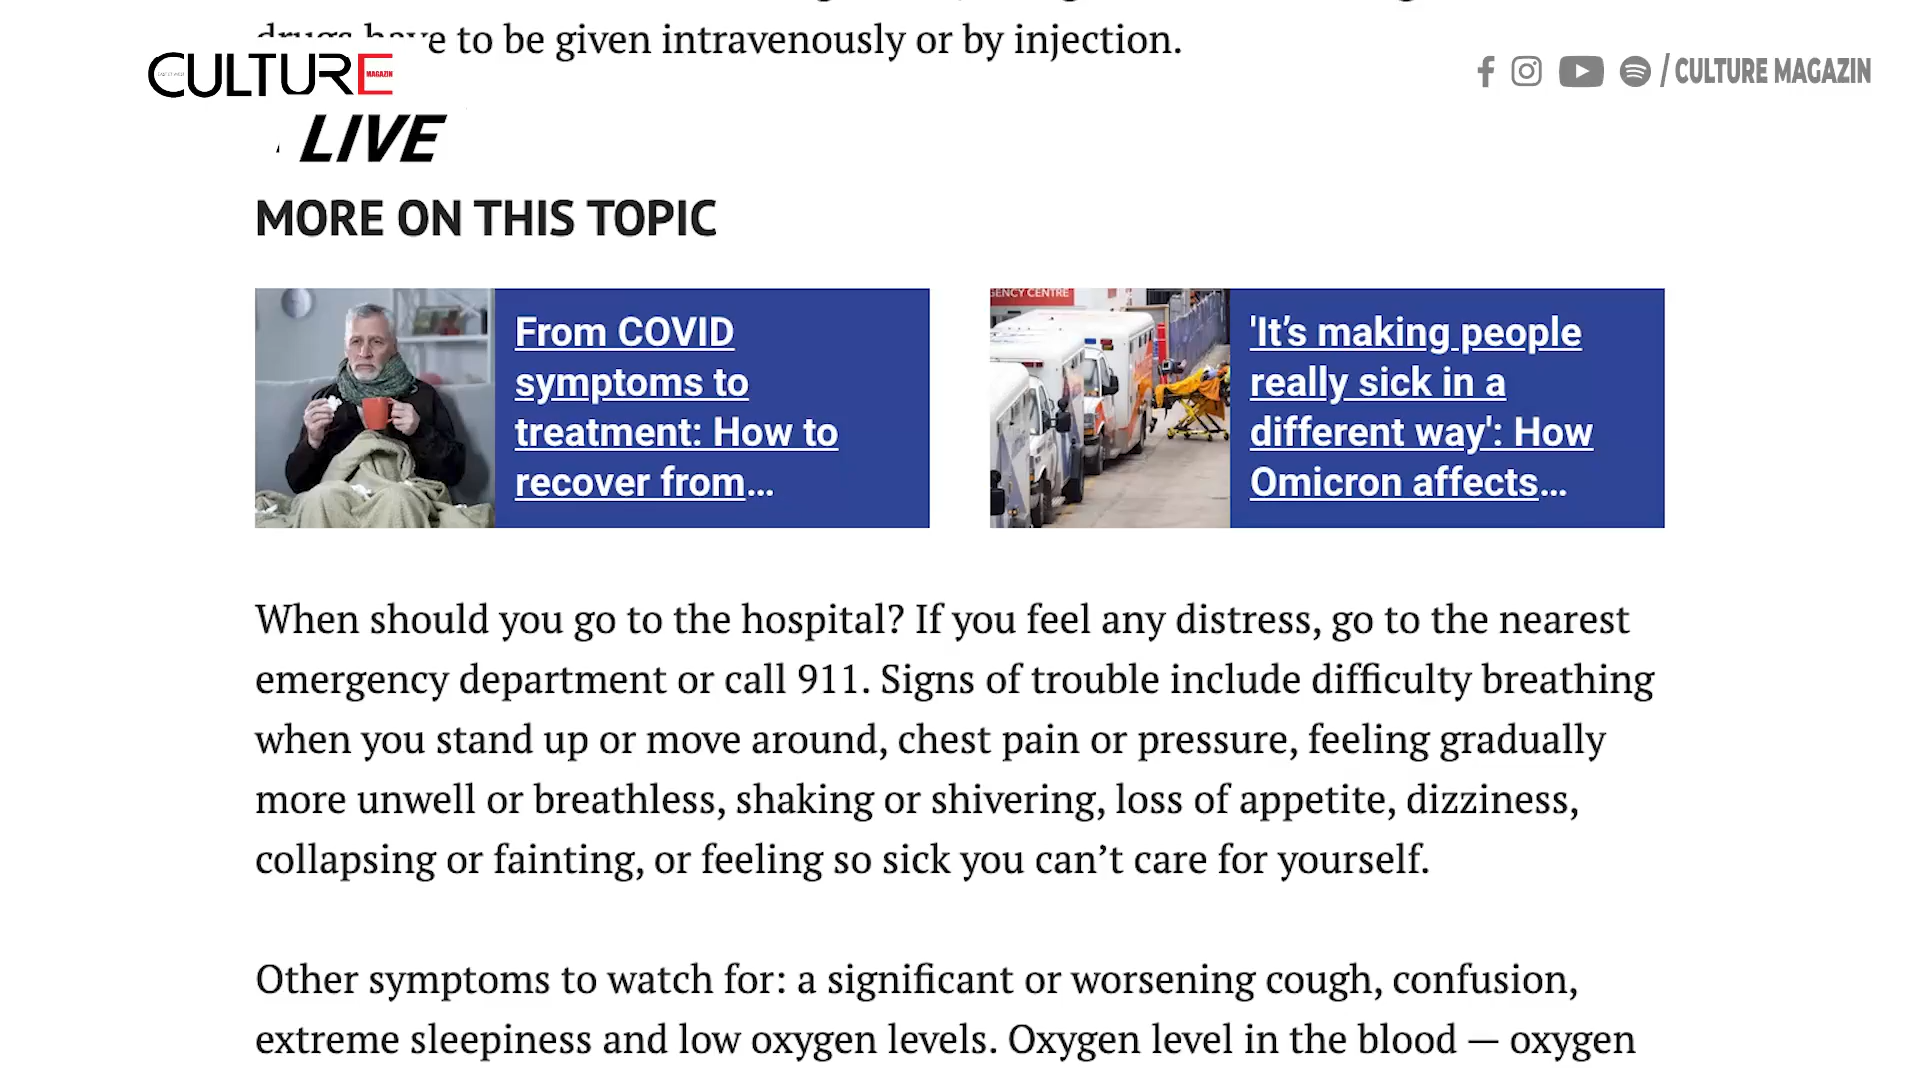 drugs have to be given intravenously or by injection.
CULTURE
MAGAZIN
/ CULTURE MAGAZIN
LIVE
MORE ON THIS TOPIC
GENCY CENTRE
From COVID
symptoms to
treatment: How to
recover from...
'It’s making people
really sick in a
different way': How
Omicron affects...
When should you go to the hospital? If you feel any distress, go to the nearest
emergency department or call 911. Signs of trouble include difficulty breathing
when you stand up or move around, chest pain or pressure, feeling gradually
more unwell or breathless, shaking or shivering, loss of appetite, dizziness,
collapsing or fainting, or feeling so sick you can’t care for yourself.
Other symptoms to watch for: a significant or worsening cough, confusion,
extreme sleepiness and low oxygen levels. Oxygen level in the blood — oxygen